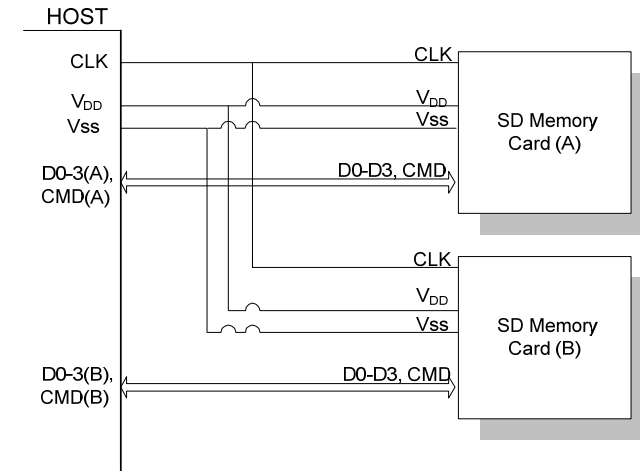 HOST
CLK
VDD
Vss
D0-3(A),
CMD(A)
CLK
VDD
Vss
D0-D3, CMD
SD Memory
Card (A)
CLK
VDD
Vss
D0-D3, CMD
SD Memory
Card (B)
D0-3(B),
CMD(B)